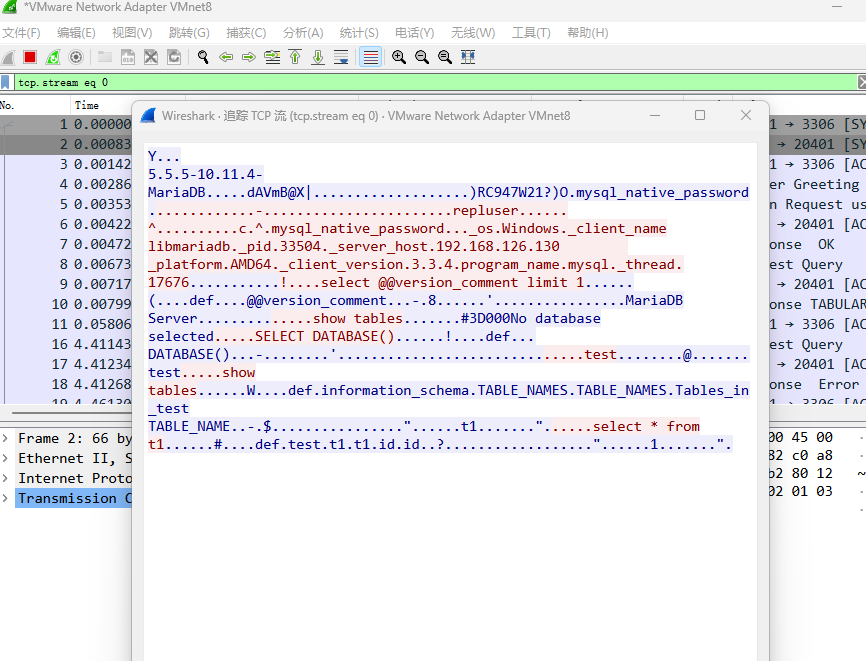 *VMware Network Adapter VMnet8
文件(F) 编辑(E) 视图(V) 跳转(G) 捕获(C) 分析(A) 统计(S) 电话(Y) 无线(W) 工具(T) 帮助(H)
tcp.stream eq 0
No. Time
1 0.00000 1 → 3306 [SY
2 0.00083 → 20401 [SY
3 0.00142 1 → 3306 [AC
4 0.00286 er Greeting
5 0.00353 n Request us
6 0.00422 → 20401 [AC
7 0.00472 onse OK
8 0.00673 est Query
9 0.00717 → 20401 [AC
10 0.00799 onse TABULAR
11 0.05806 1 → 3306 [AC
16 4.41143 est Query
17 4.41234 → 20401 [AC
18 4.41268 onse Error
19 4.46130 1 → 3306 [AC
Wireshark · 追踪 TCP 流 (tcp.stream eq 0) · VMware Network Adapter VMnet8
Y...
5.5.5-10.11.4-
MariaDB.....dAVmB@X|...................)RC947W21?)O.mysql_native_password
.............-.......................repluser......
^..........c.^.mysql_native_password..._os.Windows._client_name
libmariadb._pid.33504._server_host.192.168.126.130
_platform.AMD64._client_version.3.3.4.program_name.mysql._thread.
17676...........!....select @@version_comment limit 1......
(....def....@@version_comment...-.8......'................MariaDB
Server..............show tables.......#3D000No database
selected.....SELECT DATABASE()......!....def...
DATABASE()...-........'..............................test........@.......
test.....show
tables......W....def.information_schema.TABLE_NAMES.TABLE_NAMES.Tables_in
_test
TABLE_NAME..-.$................"......t1......."......select * from
t1......#....def.test.t1.t1.id.id..?.................."......1.......".
Frame 2: 66 by
Ethernet II, S
Internet Proto
Transmission C
00 45 00
82 c0 a8
b2 80 12
02 01 03